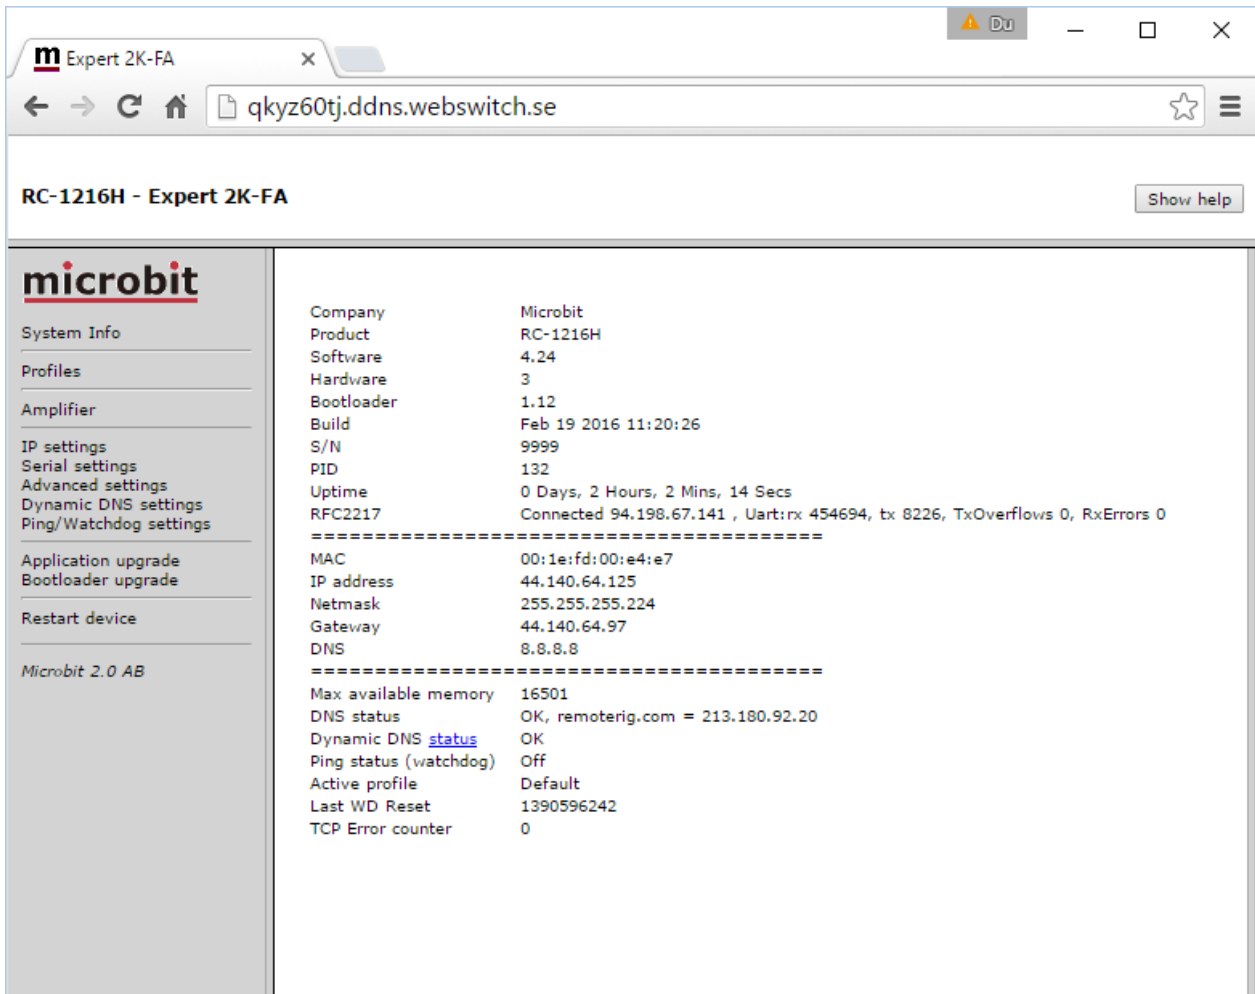 Du
m Expert 2K-FA
qkyz60tj.ddns.webswitch.se
RC-1216H - Expert 2K-FA
Show help
microbit
System Info
Profiles
Amplifier
IP settings
Serial settings
Advanced settings
Dynamic DNS settings
Ping/Watchdog settings
Application upgrade
Bootloader upgrade
Restart device
Microbit 2.0 AB
Company Microbit
Product RC-1216H
Software 4.24
Hardware 3
Bootloader 1.12
Build Feb 19 2016 11:20:26
S/N 9999
PID 132
Uptime 0 Days, 2 Hours, 2 Mins, 14 Secs
RFC2217 Connected 94.198.67.141 , Uart:rx 454694, tx 8226, TxOverflows 0, RxErrors 0
========================================
MAC 00:1e:fd:00:e4:e7
IP address 44.140.64.125
Netmask 255.255.255.224
Gateway 44.140.64.97
DNS 8.8.8.8
========================================
Max available memory 16501
DNS status OK, remoterig.com = 213.180.92.20
Dynamic DNS status OK
Ping status (watchdog) Off
Active profile Default
Last WD Reset 1390596242
TCP Error counter 0